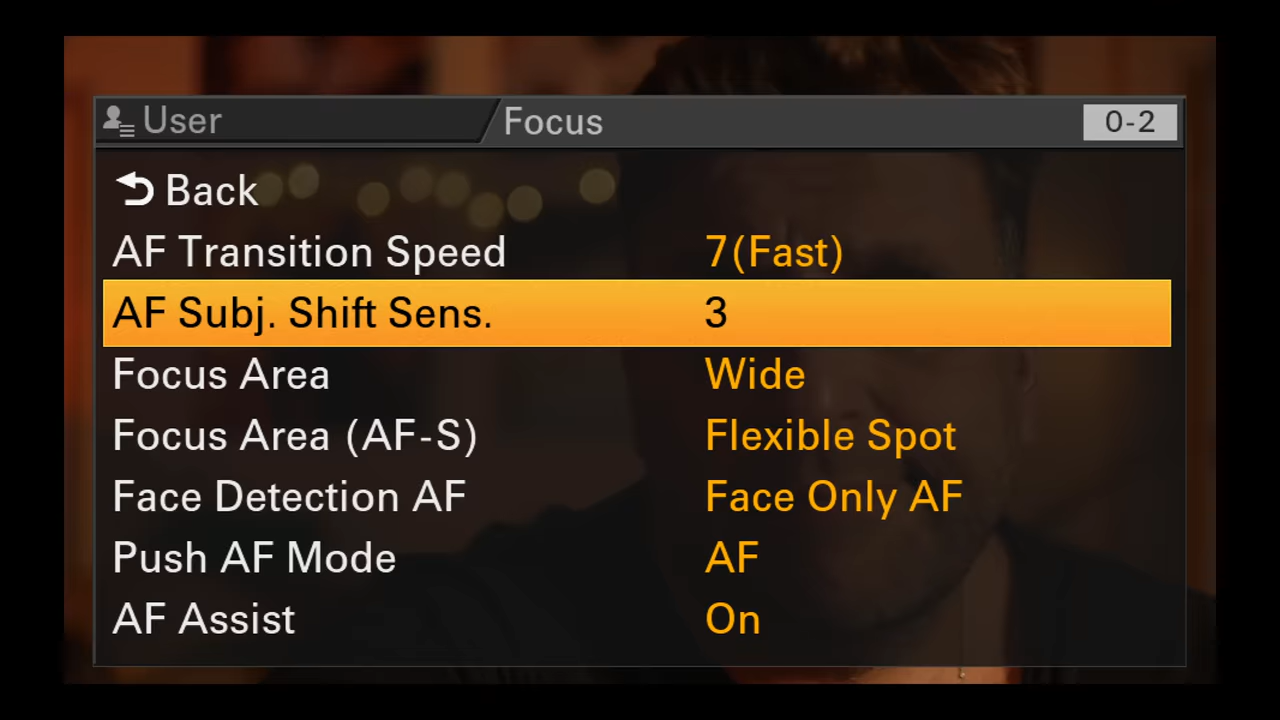 User
Focus
0-2
Back
AF Transition Speed 7(Fast)
AF Subj. Shift Sens. 3
Focus Area Wide
Focus Area (AF-S) Flexible Spot
Face Detection AF Face Only AF
Push AF Mode AF
AF Assist On